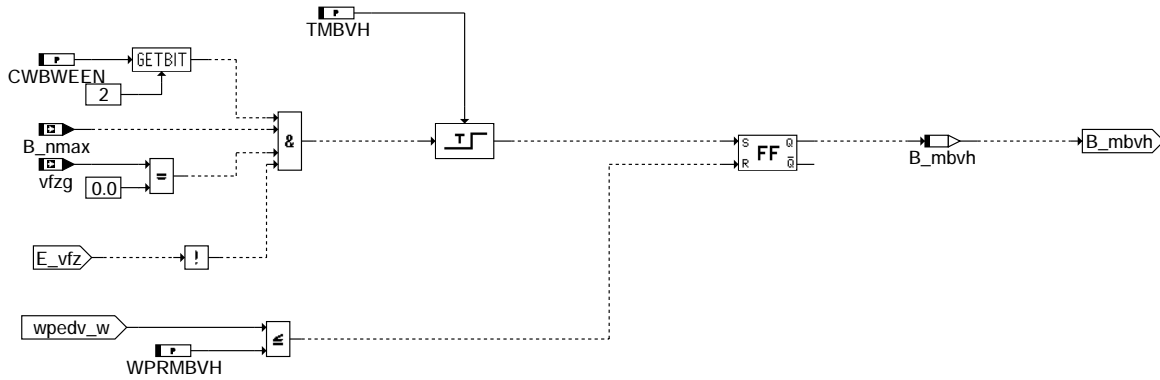 TMBVH
CWBWEEN
P
GETBIT
2
B_nmax
vfzg
0.0
=
&
T
S Q
FF
R Q̅
B_mbvh
B_mbvh
E_vfz
!
wpedv_w
P
WPRMBVH
≤